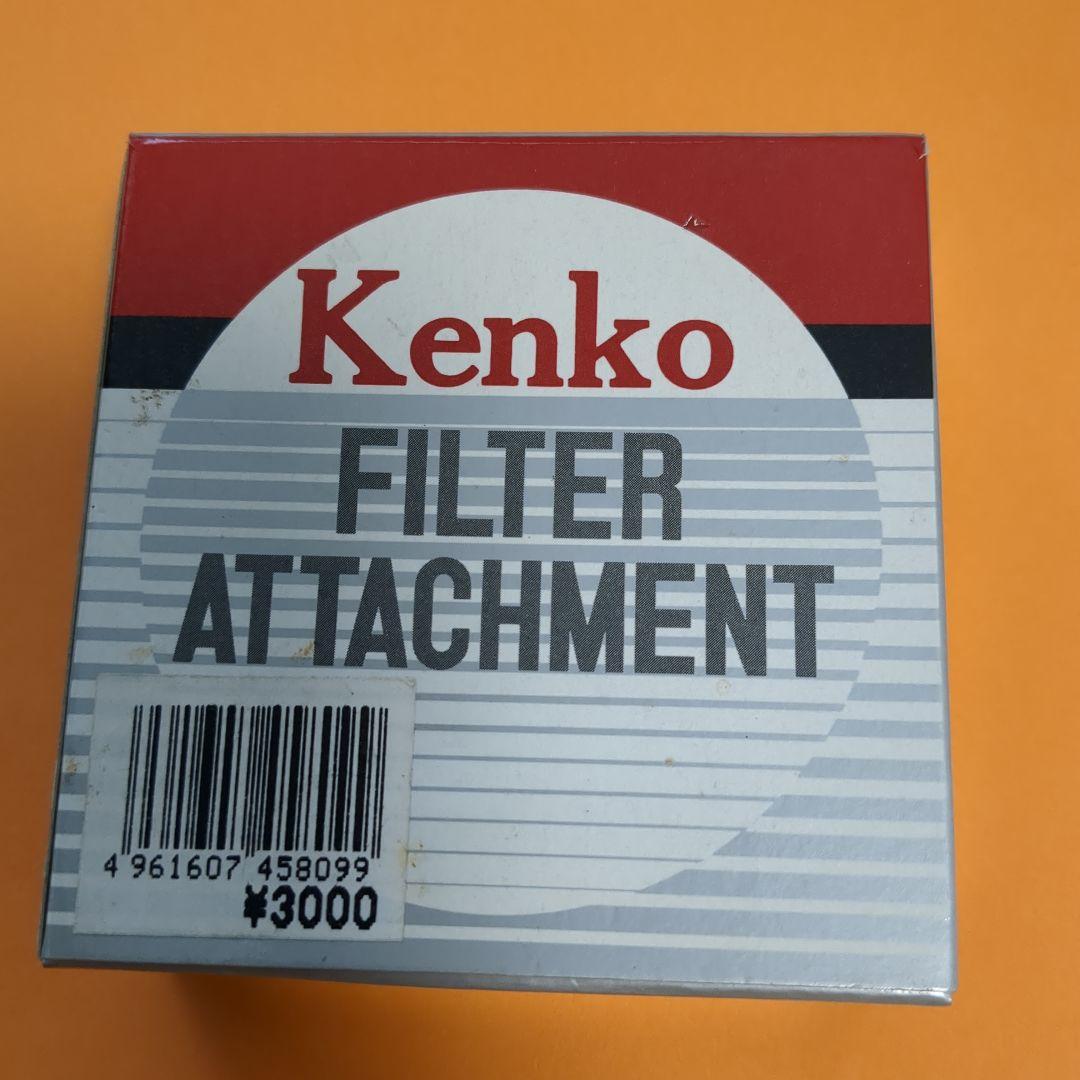 Kenko
FILTER
ATTACHMENT
4 961607 458099
¥3000